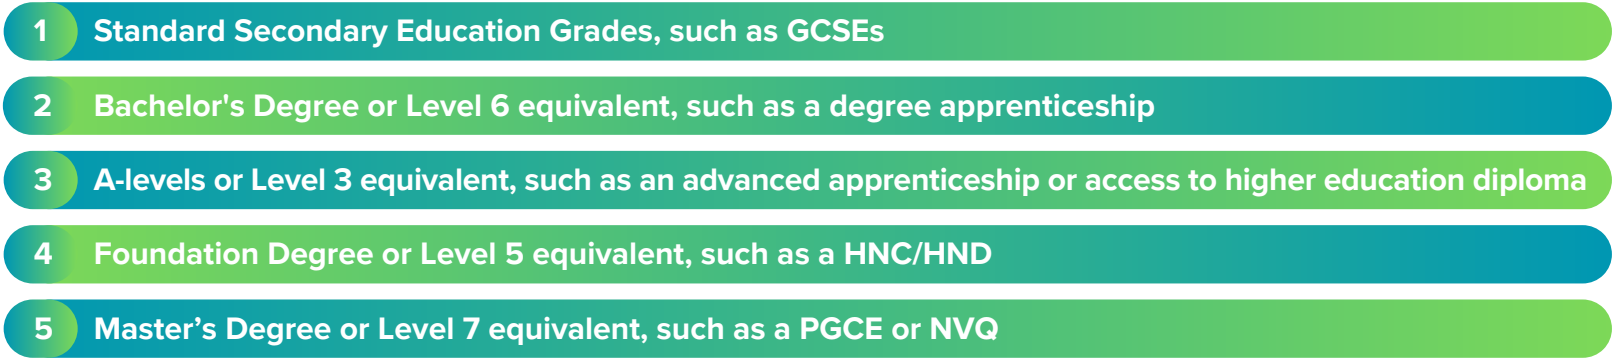 1 Standard Secondary Education Grades, such as GCSEs
2 Bachelor's Degree or Level 6 equivalent, such as a degree apprenticeship
3 A-levels or Level 3 equivalent, such as an advanced apprenticeship or access to higher education diploma
4 Foundation Degree or Level 5 equivalent, such as a HNC/HND
5 Master’s Degree or Level 7 equivalent, such as a PGCE or NVQ